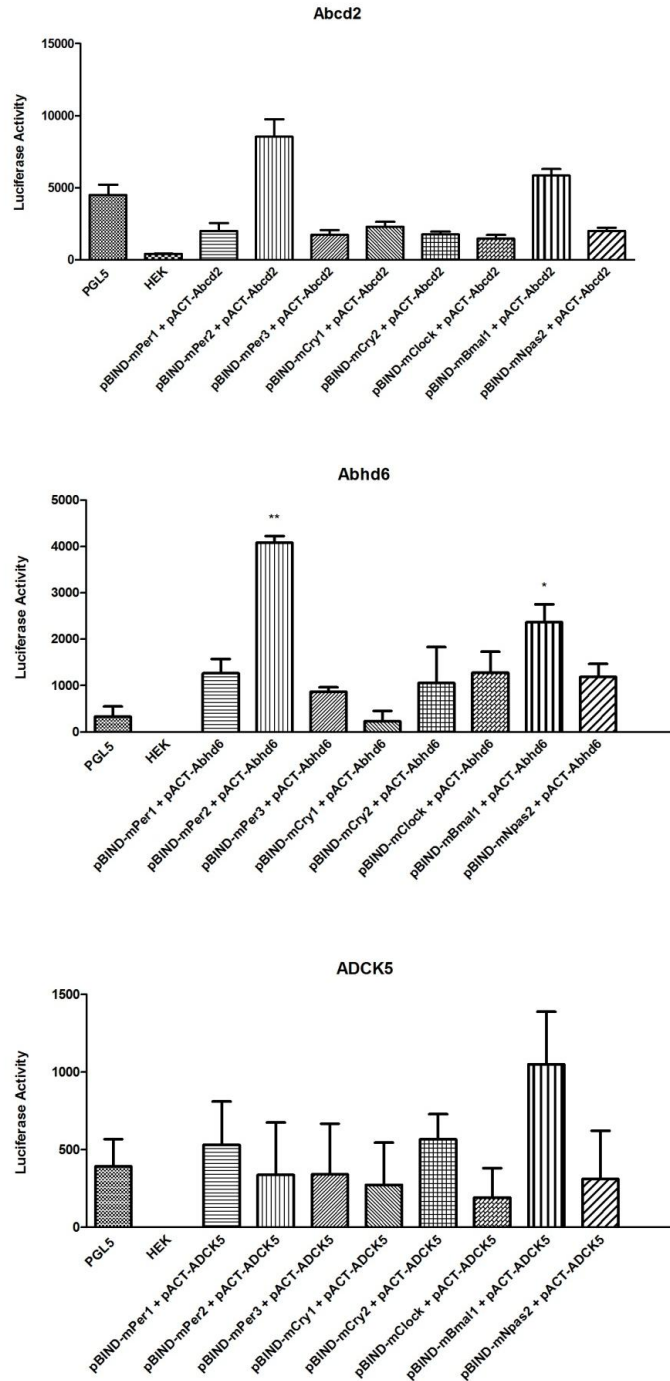 Abcd2
15000
10000
5000
0
Luciferase Activity
PGL5
HEK
pBIND-mPer1 + pACT-Abcd2
pBIND-mPer2 + pACT-Abcd2
pBIND-mPer3 + pACT-Abcd2
pBIND-mCry1 + pACT-Abcd2
pBIND-mCry2 + pACT-Abcd2
pBIND-mClock + pACT-Abcd2
pBIND-mBmal1 + pACT-Abcd2
pBIND-mNpas2 + pACT-Abcd2
Abhd6
5000
4000
3000
2000
1000
0
Luciferase Activity
**
*
PGL5
HEK
pBIND-mPer1 + pACT-Abhd6
pBIND-mPer2 + pACT-Abhd6
pBIND-mPer3 + pACT-Abhd6
pBIND-mCry1 + pACT-Abhd6
pBIND-mCry2 + pACT-Abhd6
pBIND-mClock + pACT-Abhd6
pBIND-mBmal1 + pACT-Abhd6
pBIND-mNpas2 + pACT-Abhd6
ADCK5
1500
1000
500
0
Luciferase Activity
PGL5
HEK
pBIND-mPer1 + pACT-ADCK5
pBIND-mPer2 + pACT-ADCK5
pBIND-mPer3 + pACT-ADCK5
pBIND-mCry1 + pACT-ADCK5
pBIND-mCry2 + pACT-ADCK5
pBIND-mClock + pACT-ADCK5
pBIND-mBmal1 + pACT-ADCK5
pBIND-mNpas2 + pACT-ADCK5